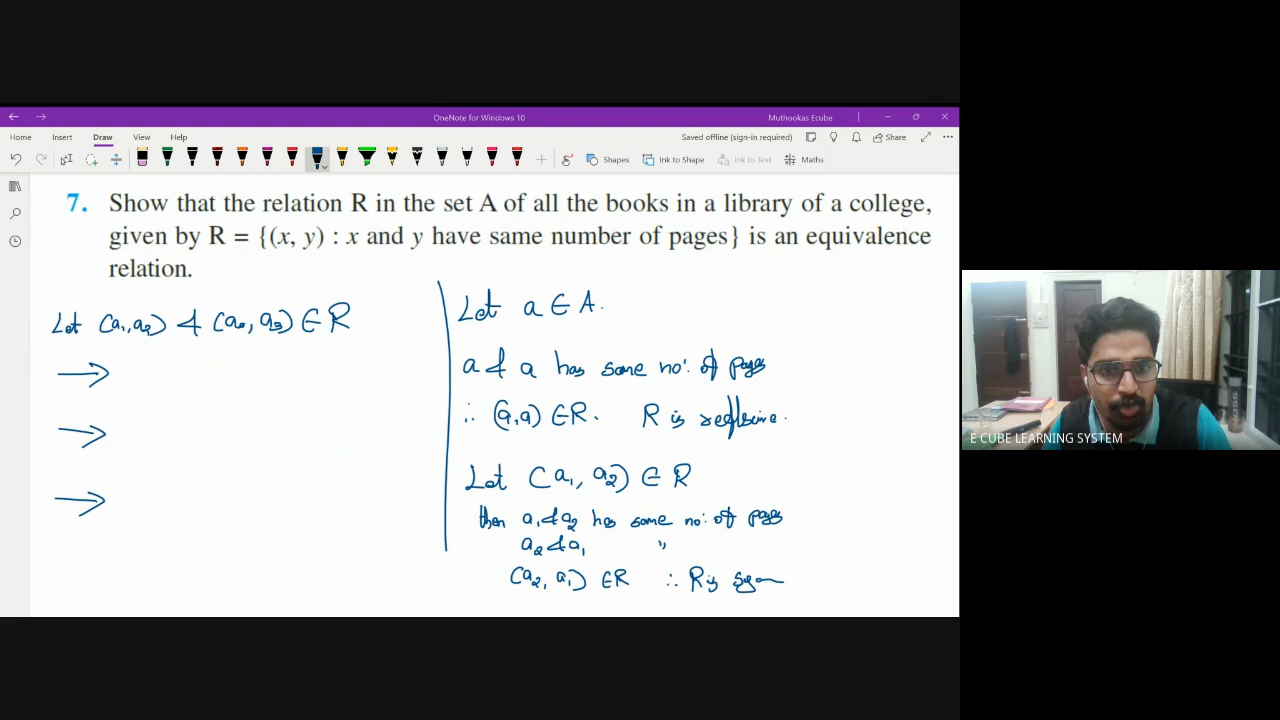 OneNote for Windows 10
Muthookas Ecube
Home Insert Draw View Help
Saved offline (sign-in required)
Share
Shapes
Ink to Shape
Ink to Text
Maths
7. Show that the relation R in the set A of all the books in a library of a college,
given by R = {(x, y) : x and y have same number of pages} is an equivalence
relation.
Let (a₁, a₂) & (a₂, a₃) ∈ R
→
→
→
Let a ∈ A.
a & a has same no: of pages
∴ (a, a) ∈ R. R is reflexive.
Let (a₁, a₂) ∈ R
then a₁ & a₂ has same no: of pages
a₂ & a₁ "
(a₂, a₁) ∈ R ∴ R is sym
E CUBE LEARNING SYSTEM